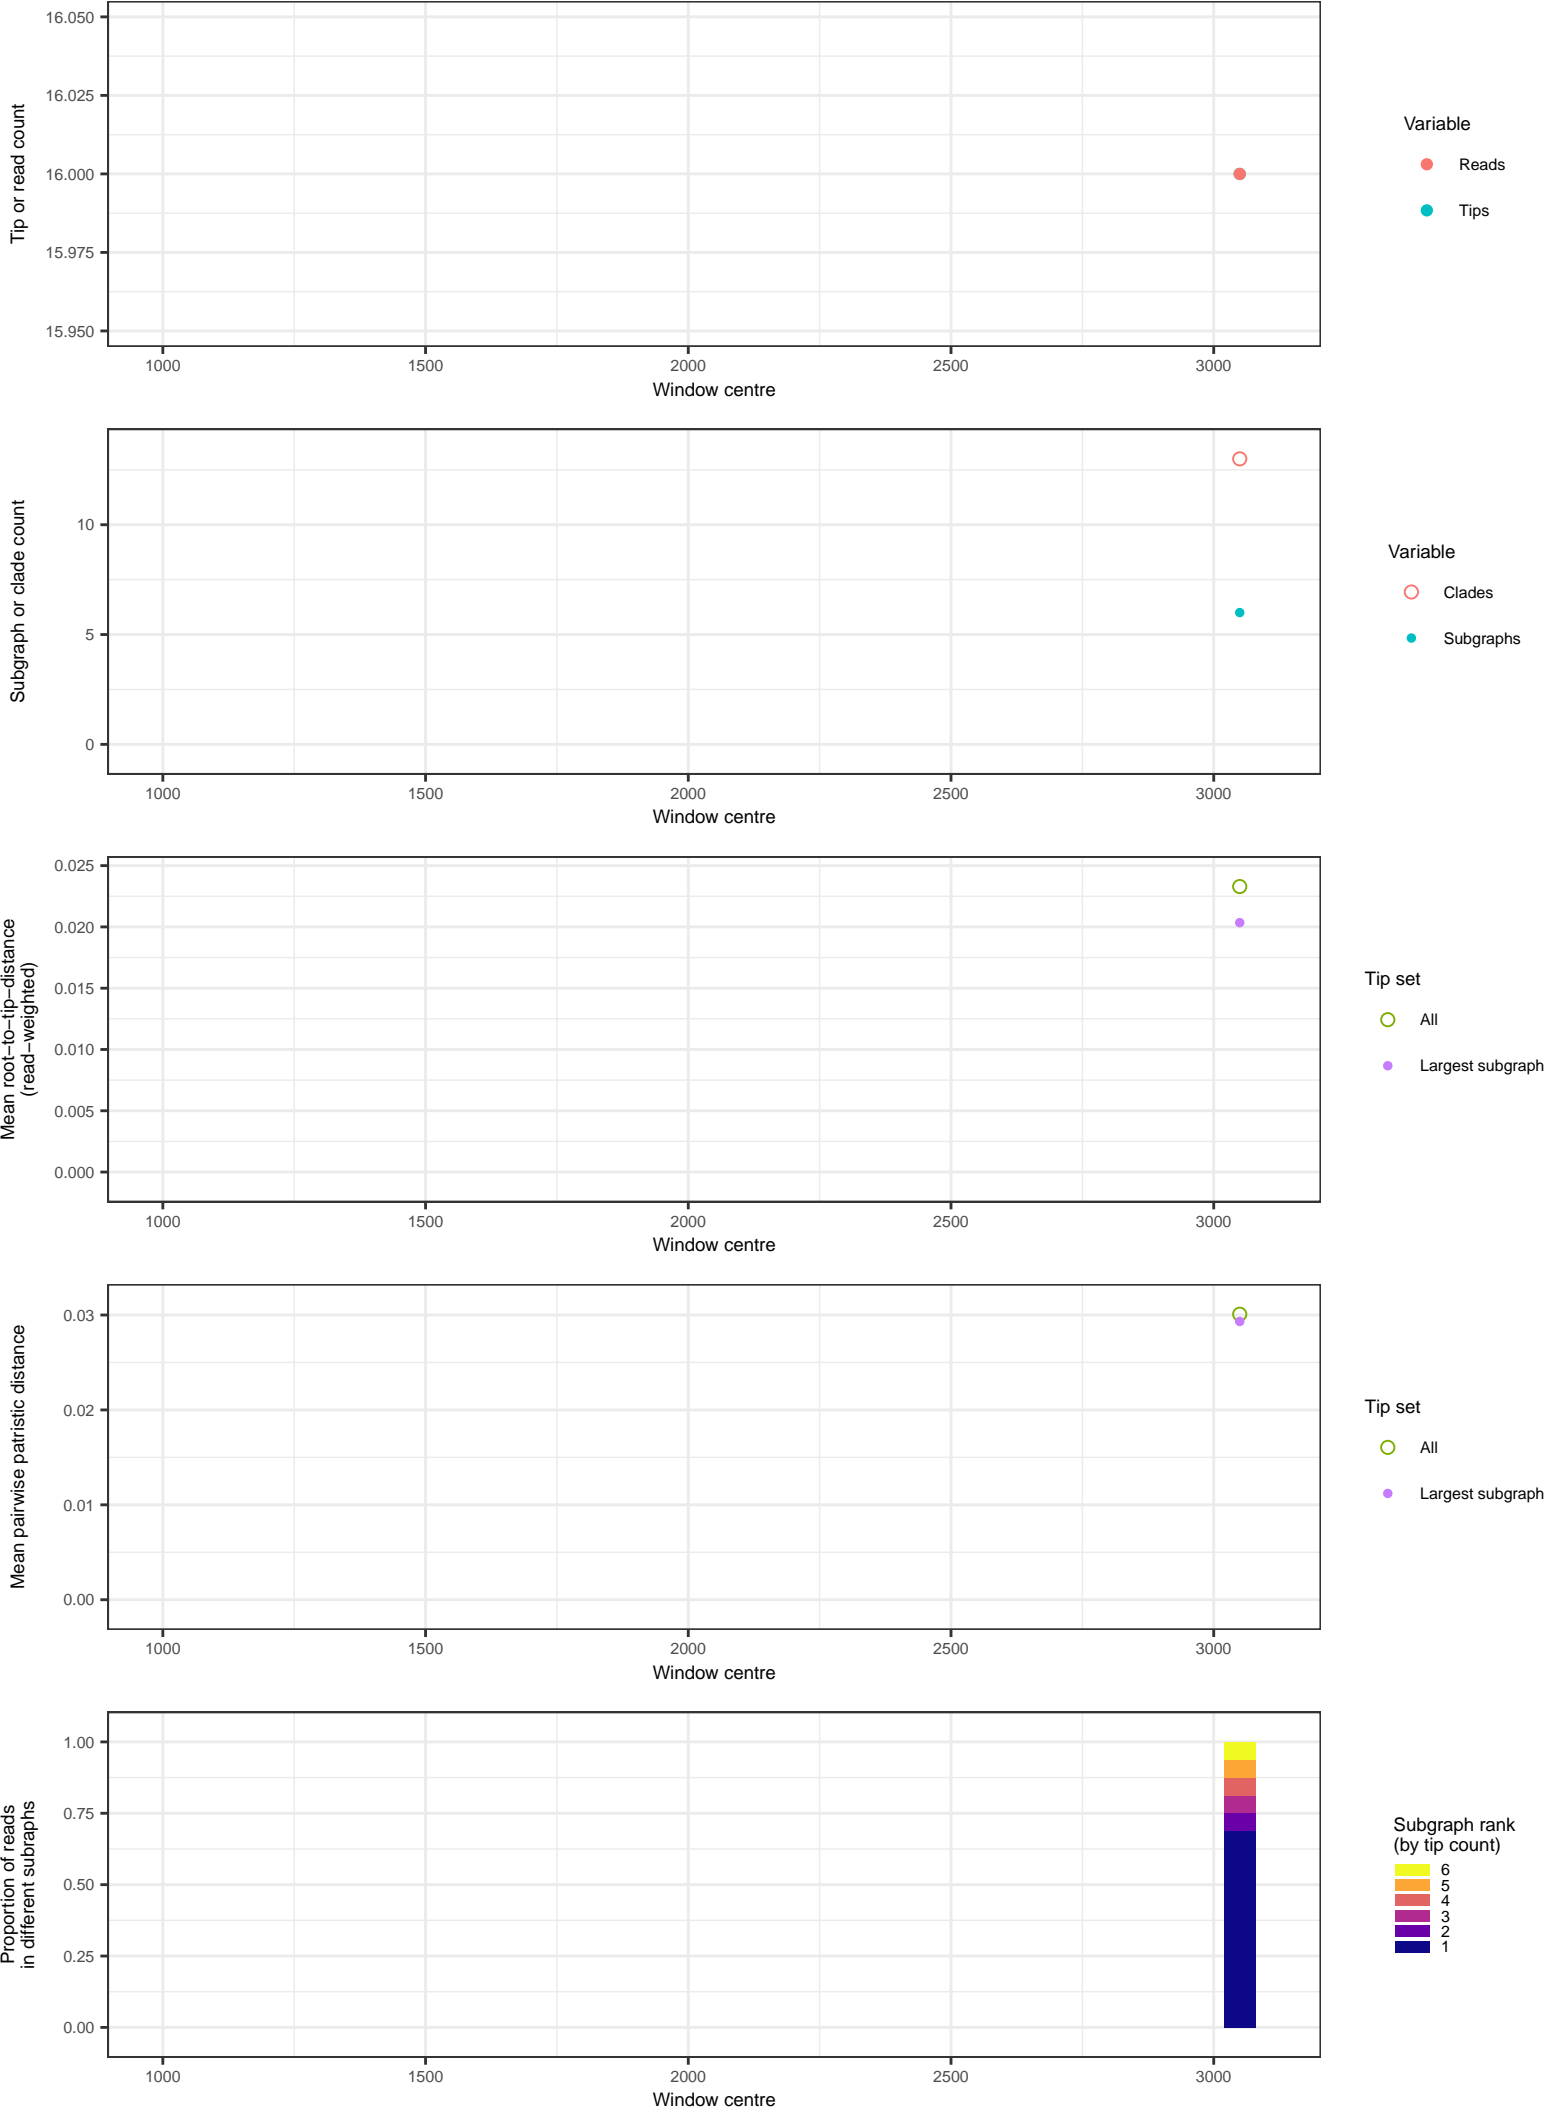 16.050
16.025
16.000
15.975
15.950
Tip or read count
1000 1500 2000 2500 3000
Window centre
Variable
Reads
Tips
10
5
0
Subgraph or clade count
1000 1500 2000 2500 3000
Window centre
Variable
Clades
Subgraphs
0.025
0.020
0.015
0.010
0.005
0.000
Mean root−to−tip−distance
(read−weighted)
1000 1500 2000 2500 3000
Window centre
Tip set
All
Largest subgraph
0.03
0.02
0.01
0.00
Mean pairwise patristic distance
1000 1500 2000 2500 3000
Window centre
Tip set
All
Largest subgraph
1.00
0.75
0.50
0.25
0.00
Proportion of reads
in different subraphs
1000 1500 2000 2500 3000
Window centre
Subgraph rank
(by tip count)
6
5
4
3
2
1